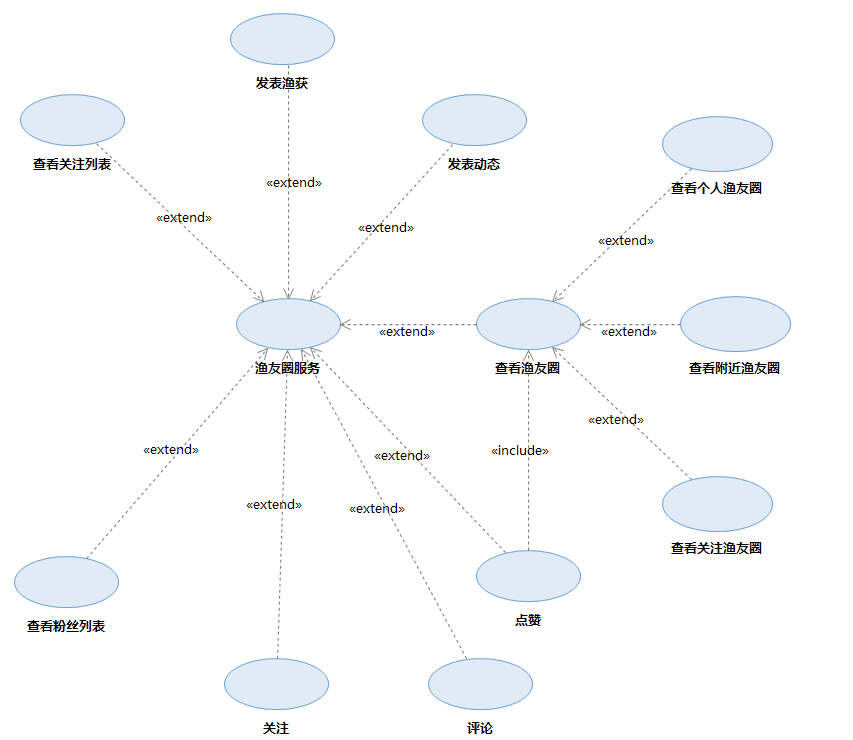 发表渔获
查看关注列表
发表动态
查看个人渔友圈
«extend»
«extend»
«extend»
«extend»
«extend»
«extend»
渔友圈服务
查看渔友圈
查看附近渔友圈
«extend»
«extend»
«extend»
«include»
«extend»
«extend»
查看关注渔友圈
点赞
查看粉丝列表
关注
评论